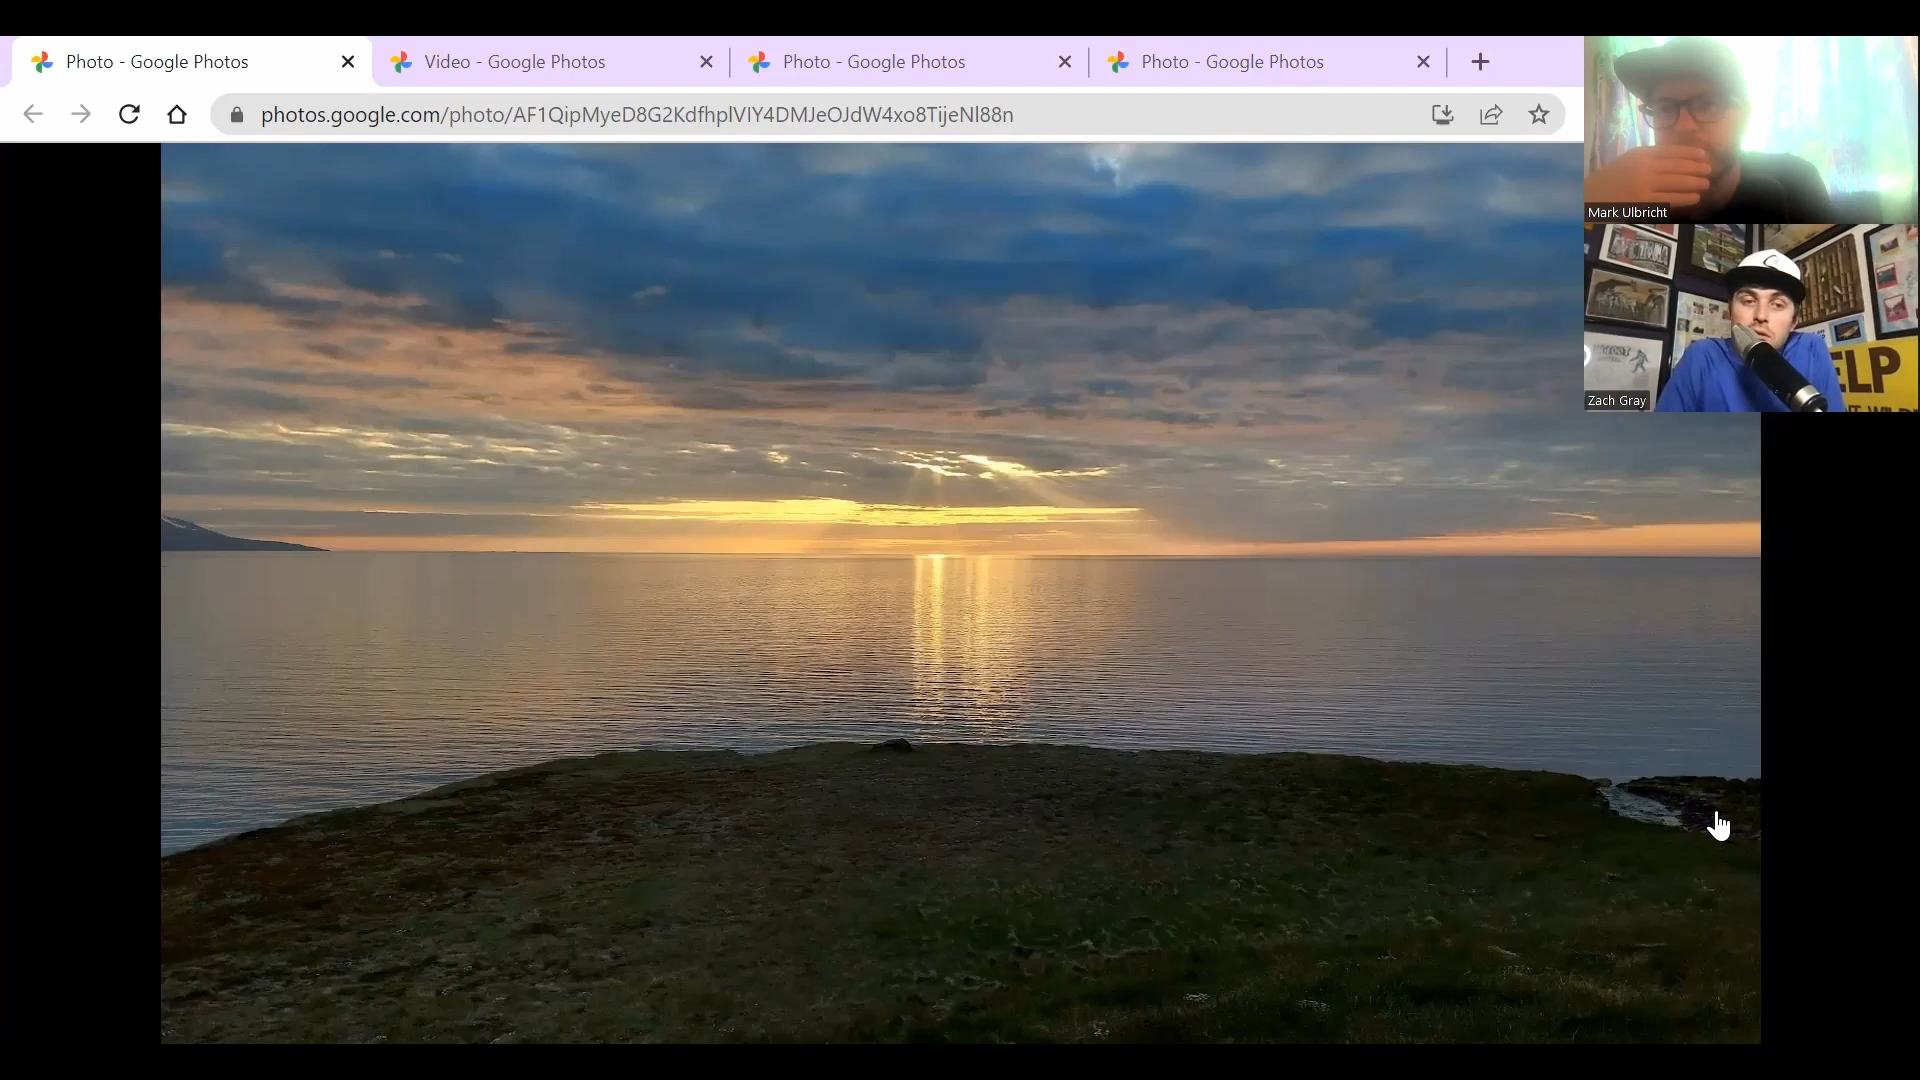 Photo - Google Photos
Video - Google Photos
Photo - Google Photos
Photo - Google Photos
photos.google.com/photo/AF1QipMyeD8G2KdfhplVIY4DMJeOJdW4xo8TijeNl88n
Mark Ulbricht
ELP
Zach Gray